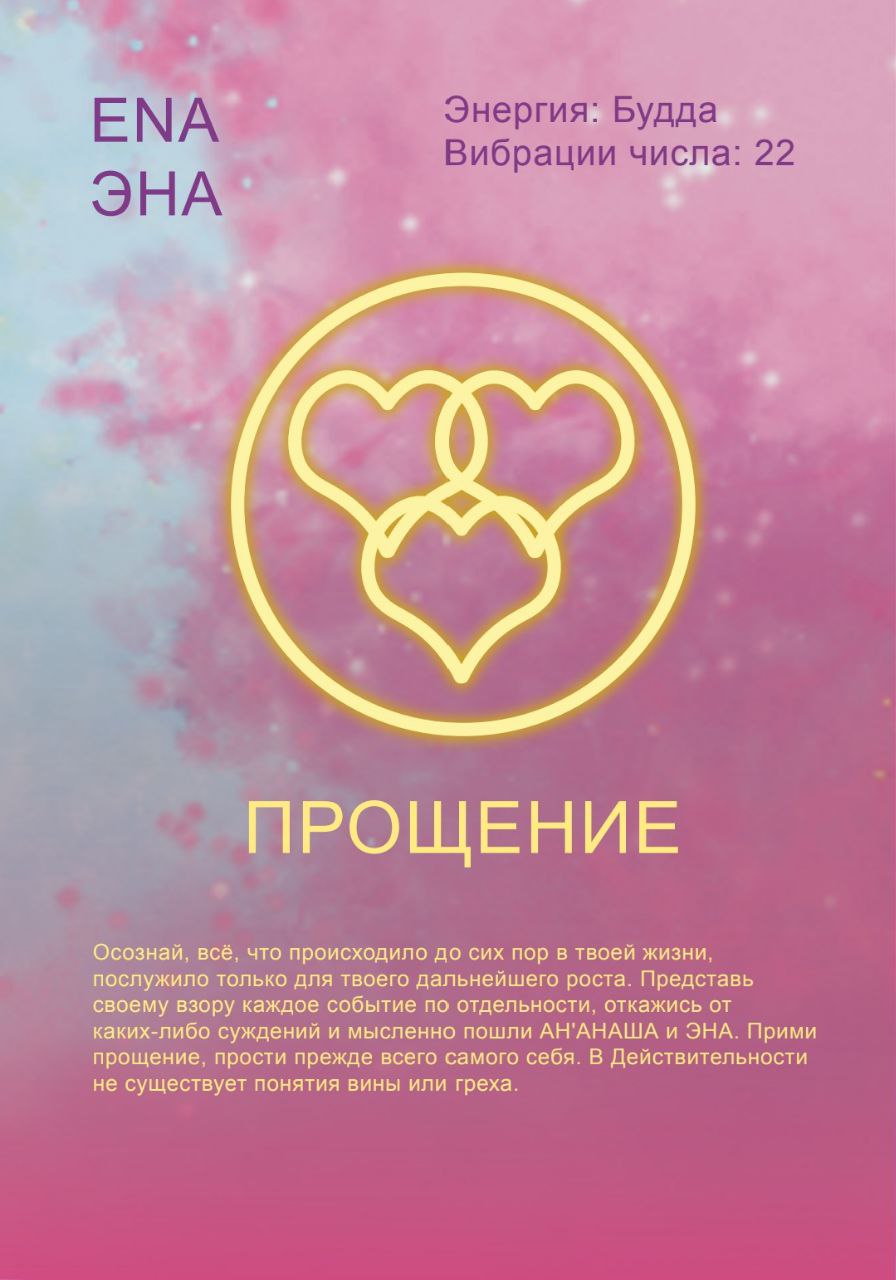 ENA
ЭНА
Энергия: Будда
Вибрации числа: 22
ПРОЩЕНИЕ
Осознай, всё, что происходило до сих пор в твоей жизни,
послужило только для твоего дальнейшего роста. Представь
своему взору каждое событие по отдельности, откажись от
каких-либо суждений и мысленно пошли АН'АНАША и ЭНА. Прими
прощение, прости прежде всего самого себя. В Действительности
не существует понятия вины или греха.